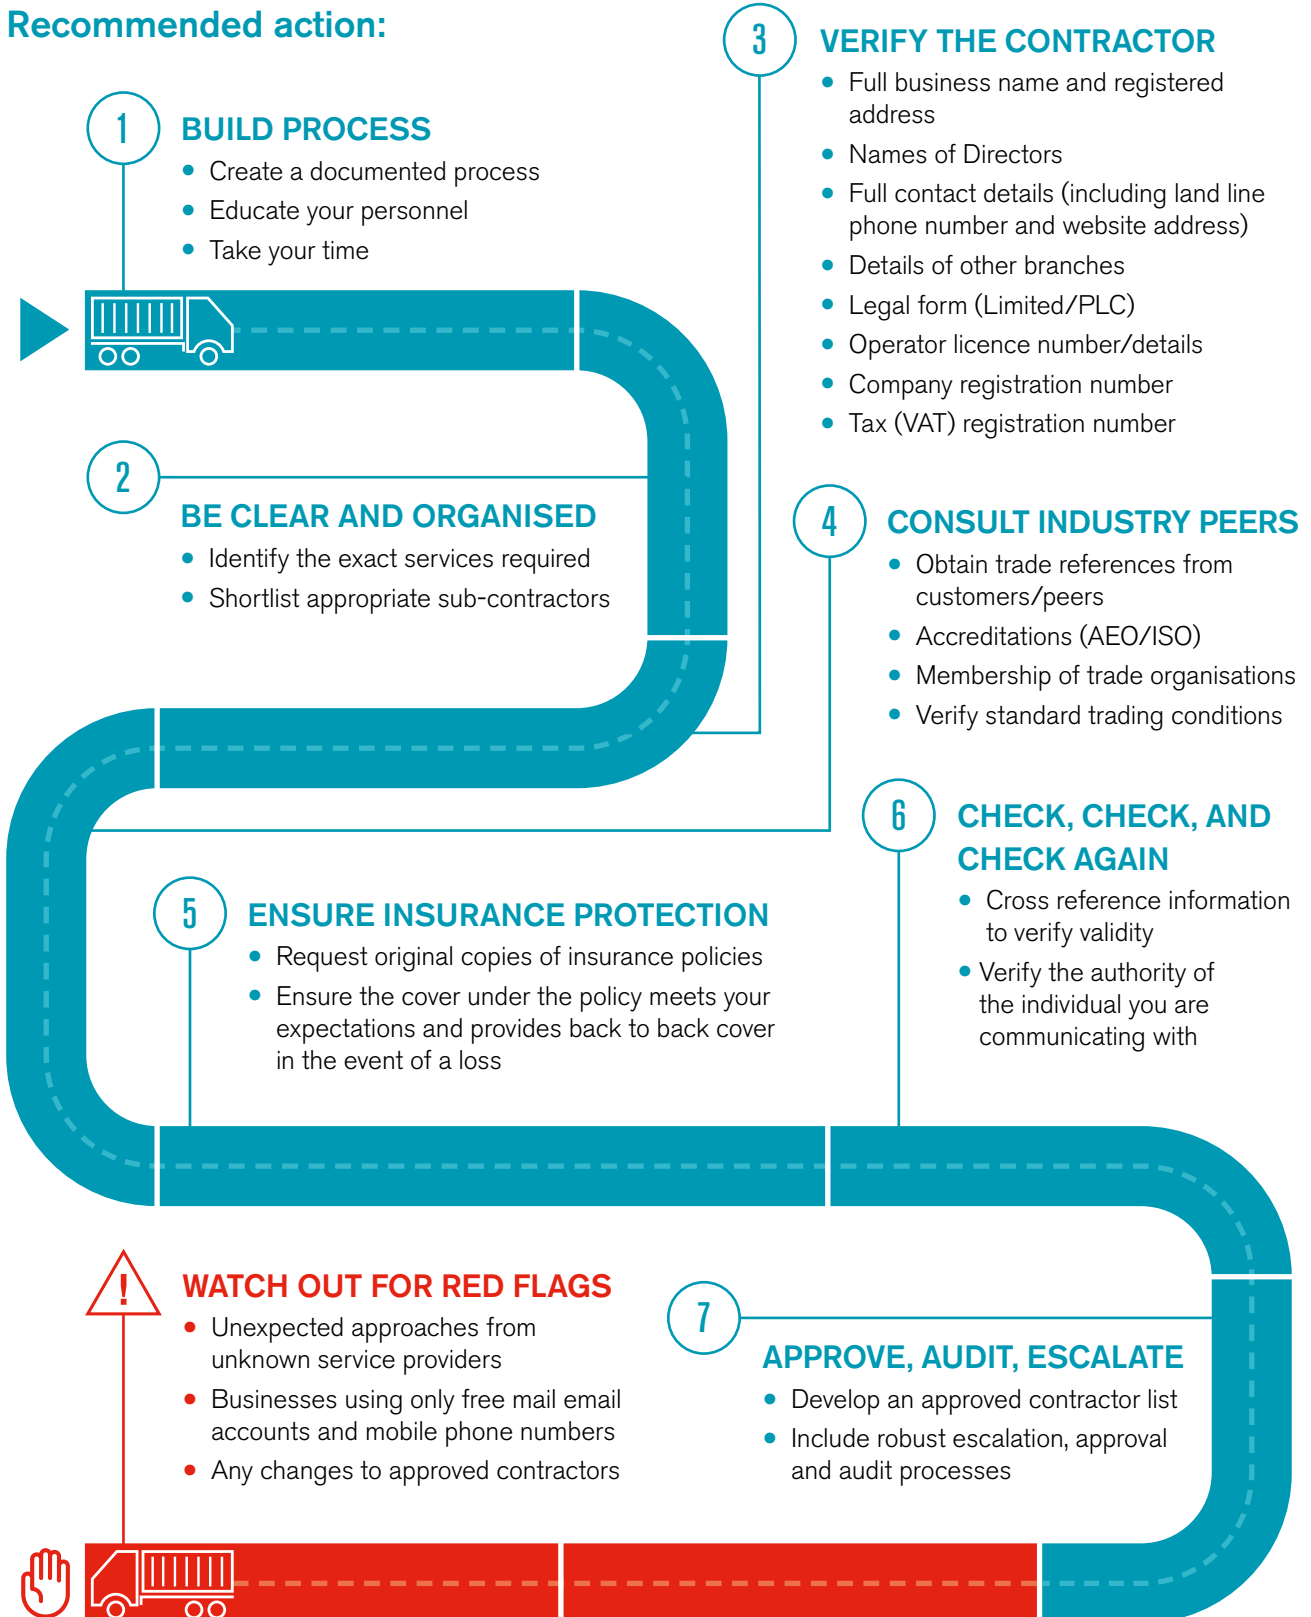 Recommended action:
1
BUILD PROCESS
• Create a documented process
• Educate your personnel
• Take your time
2
BE CLEAR AND ORGANISED
• Identify the exact services required
• Shortlist appropriate sub-contractors
3
VERIFY THE CONTRACTOR
• Full business name and registered
address
• Names of Directors
• Full contact details (including land line
phone number and website address)
• Details of other branches
• Legal form (Limited/PLC)
• Operator licence number/details
• Company registration number
• Tax (VAT) registration number
4
CONSULT INDUSTRY PEERS
• Obtain trade references from
customers/peers
• Accreditations (AEO/ISO)
• Membership of trade organisations
• Verify standard trading conditions
5
ENSURE INSURANCE PROTECTION
• Request original copies of insurance policies
• Ensure the cover under the policy meets your
expectations and provides back to back cover
in the event of a loss
6
CHECK, CHECK, AND
CHECK AGAIN
• Cross reference information
to verify validity
• Verify the authority of
the individual you are
communicating with
7
APPROVE, AUDIT, ESCALATE
• Develop an approved contractor list
• Include robust escalation, approval
and audit processes
!
WATCH OUT FOR RED FLAGS
• Unexpected approaches from
unknown service providers
• Businesses using only free mail email
accounts and mobile phone numbers
• Any changes to approved contractors